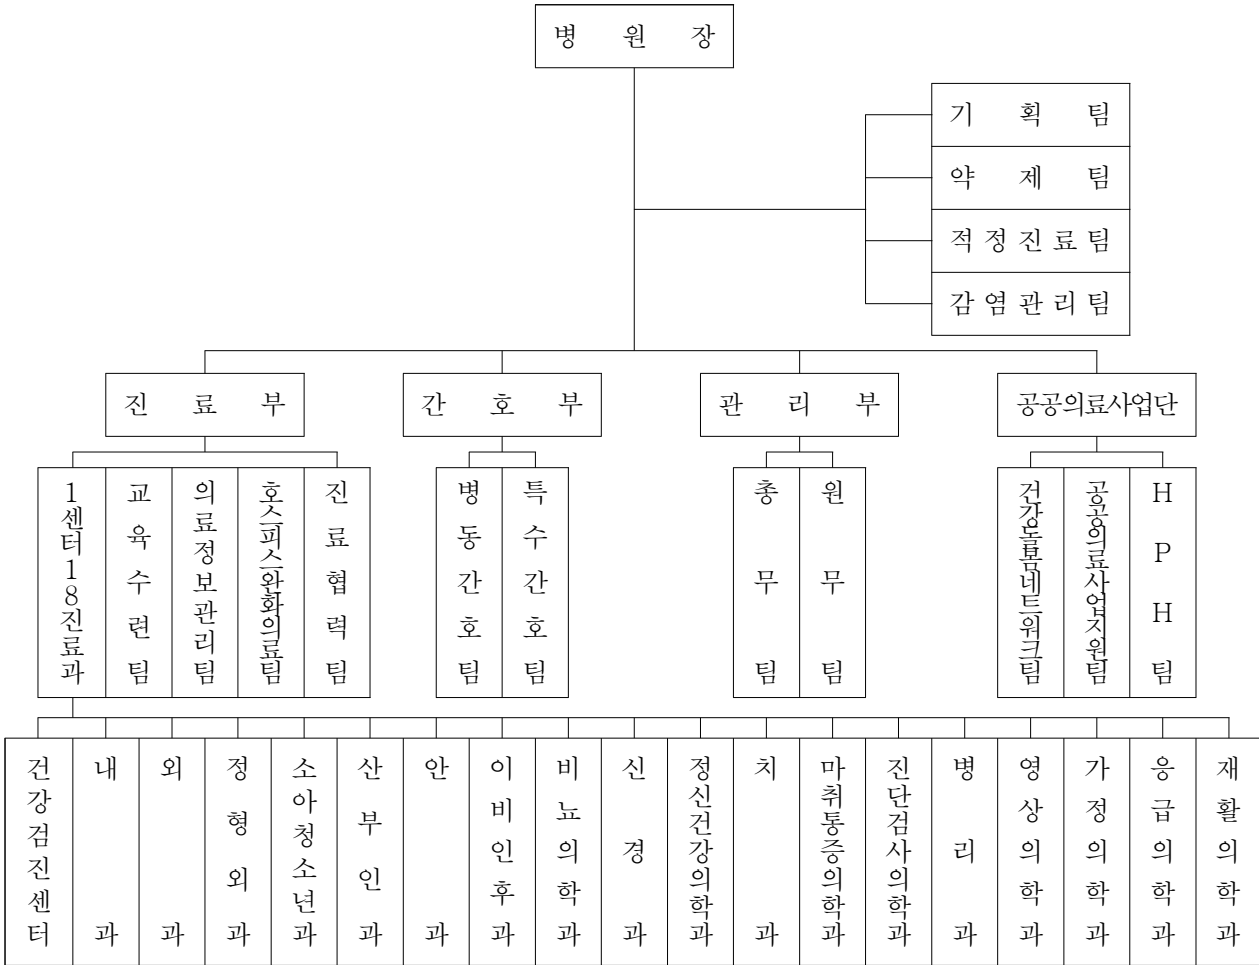 병 원 장
기 획 팀
약 제 팀
적정진료팀
감염관리팀
진 료 부
간 호 부
관 리 부
공공의료사업단
1센터18진료과
교육수련팀
의료정보관리팀
호스피스완화의료팀
진료협력팀
병동간호팀
특수간호팀
총무팀
원무팀
건강돌봄네트워크팀
공공의료사업지원팀
HPH팀
건강검진센터
내과
외과
정형외과
소아청소년과
산부인과
안과
이비인후과
비뇨의학과
신경과
정신건강의학과
치과
마취통증의학과
진단검사의학과
병리과
영상의학과
가정의학과
응급의학과
재활의학과